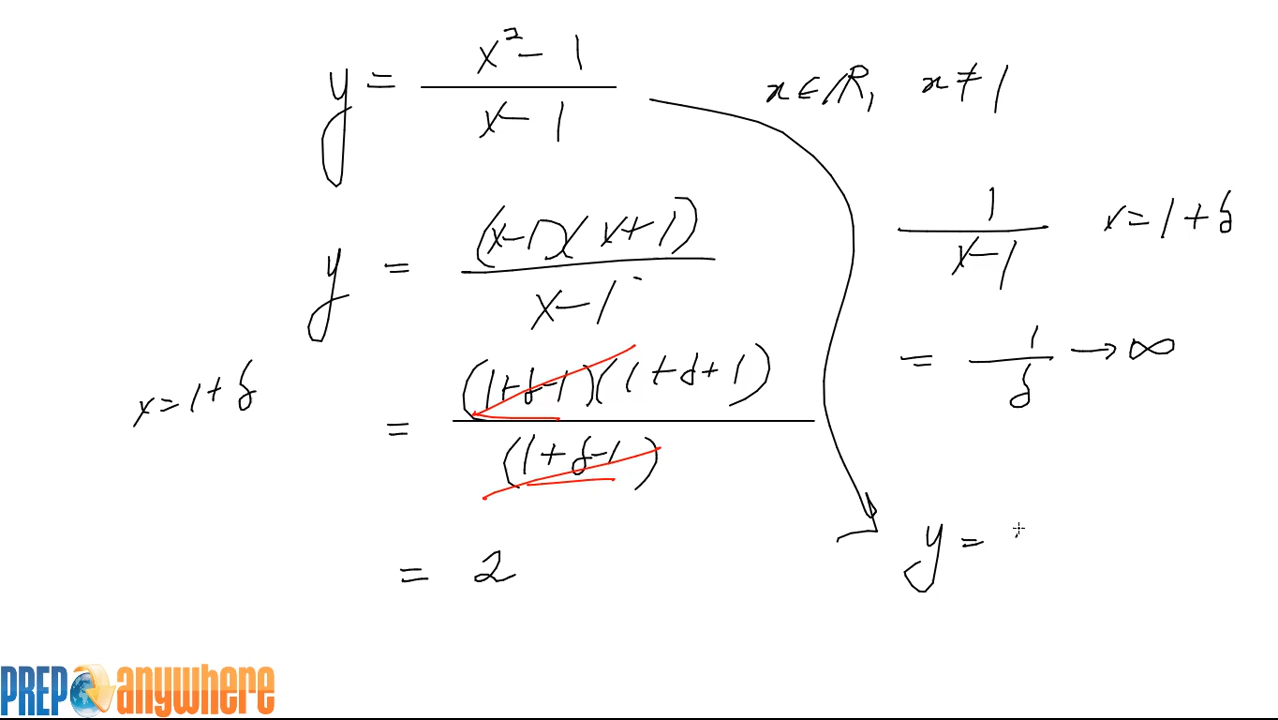 y = x² - 1 / x - 1    x ∈ ℝ, x ≠ 1
y = (x-1)(x+1) / x - 1
1 / x-1    x = 1 + δ
= 1/δ → ∞
x = 1 + δ
= (1+δ-1)(1+δ+1) / (1+δ-1)
= 2
y =
PREP anywhere